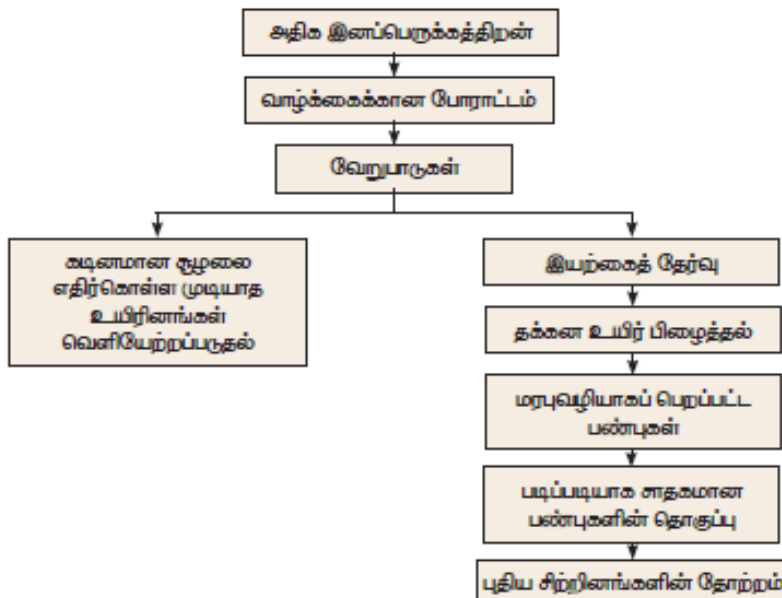 அதிக இனப்பெருக்கத்திறன்
வாழ்க்கைக்கான போராட்டம்
வேறுபாடுகள்
கடினமான சூழலை
எதிர்கொள்ள முடியாத
உயிரினங்கள்
வெளியேற்றப்படுதல்
இயற்கைத் தேர்வு
தக்கன உயிர் பிழைத்தல்
மரபுவழியாகப் பெறப்பட்ட
பண்புகள்
படிப்படியாக சாதகமான
பண்புகளின் தொகுப்பு
புதிய சிற்றினங்களின் தோற்றம்